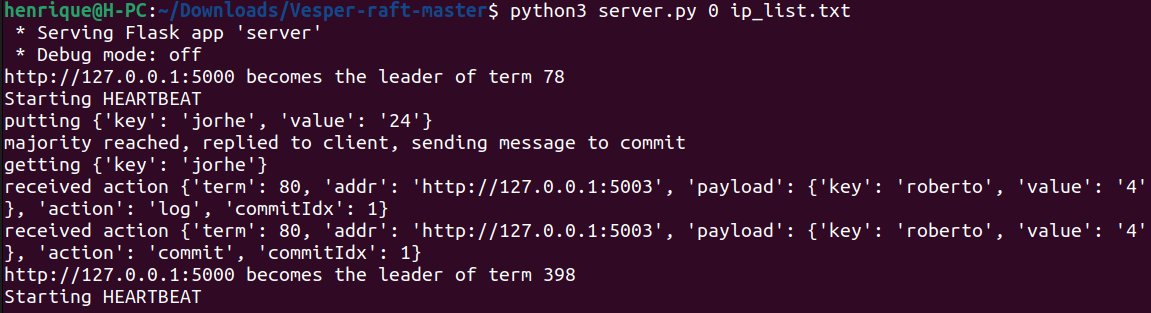 henrique@H-PC:~/Downloads/Vesper-raft-master$ python3 server.py 0 ip_list.txt
 * Serving Flask app 'server'
 * Debug mode: off
http://127.0.0.1:5000 becomes the leader of term 78
Starting HEARTBEAT
putting {'key': 'jorhe', 'value': '24'}
majority reached, replied to client, sending message to commit
getting {'key': 'jorhe'}
received action {'term': 80, 'addr': 'http://127.0.0.1:5003', 'payload': {'key': 'roberto', 'value': '4'
}, 'action': 'log', 'commitIdx': 1}
received action {'term': 80, 'addr': 'http://127.0.0.1:5003', 'payload': {'key': 'roberto', 'value': '4'
}, 'action': 'commit', 'commitIdx': 1}
http://127.0.0.1:5000 becomes the leader of term 398
Starting HEARTBEAT